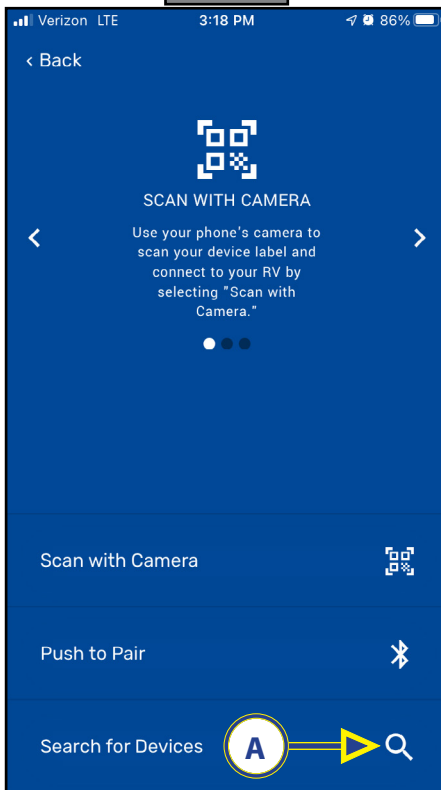 Verizon LTE 3:18 PM 86%
< Back
SCAN WITH CAMERA
Use your phone's camera to
scan your device label and
connect to your RV by
selecting "Scan with
Camera."
Scan with Camera
Push to Pair
Search for Devices A